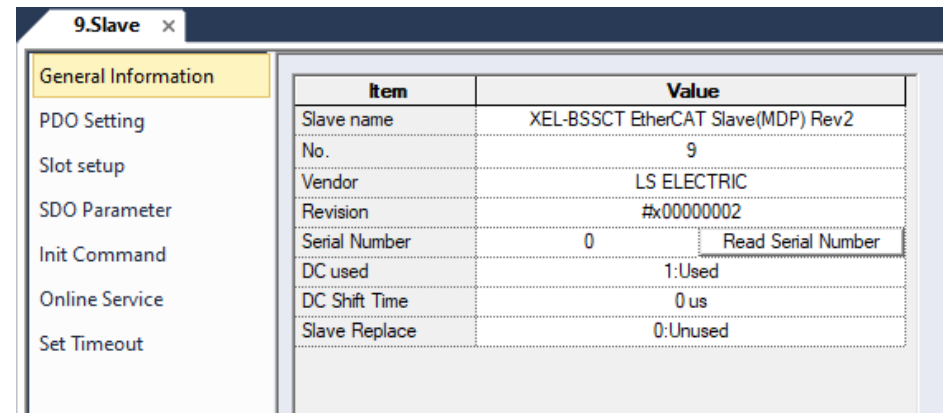 9.Slave ×
General Information
PDO Setting
Slot setup
SDO Parameter
Init Command
Online Service
Set Timeout
Item Value
Slave name XEL-BSSCT EtherCAT Slave(MDP) Rev2
No. 9
Vendor LS ELECTRIC
Revision #x00000002
Serial Number 0 Read Serial Number
DC used 1:Used
DC Shift Time 0 us
Slave Replace 0:Unused